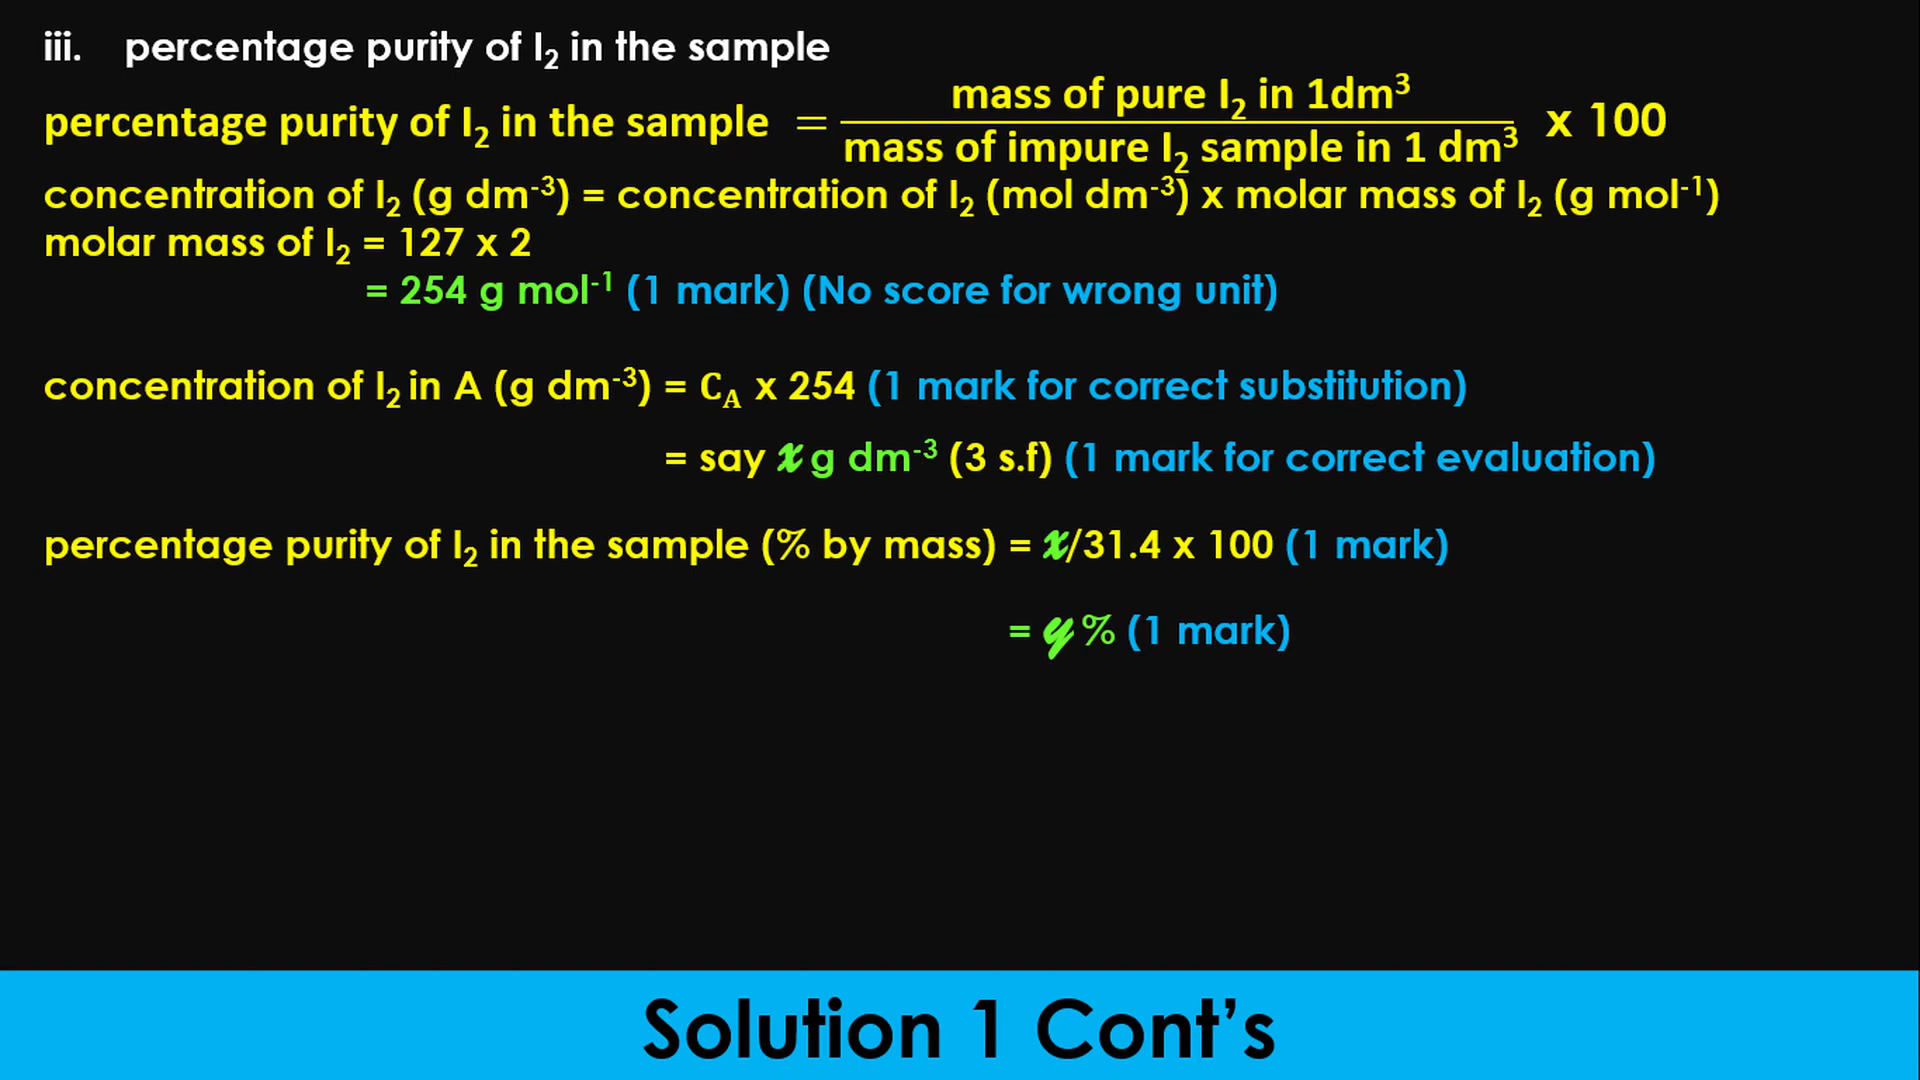 iii. percentage purity of I₂ in the sample
percentage purity of I₂ in the sample = mass of pure I₂ in 1dm³ / mass of impure I₂ sample in 1 dm³ x 100
concentration of I₂ (g dm⁻³) = concentration of I₂ (mol dm⁻³) x molar mass of I₂ (g mol⁻¹)
molar mass of I₂ = 127 x 2
= 254 g mol⁻¹ (1 mark) (No score for wrong unit)
concentration of I₂ in A (g dm⁻³) = C_A x 254 (1 mark for correct substitution)
= say x g dm⁻³ (3 s.f) (1 mark for correct evaluation)
percentage purity of I₂ in the sample (% by mass) = x/31.4 x 100 (1 mark)
= y % (1 mark)
Solution 1 Cont’s